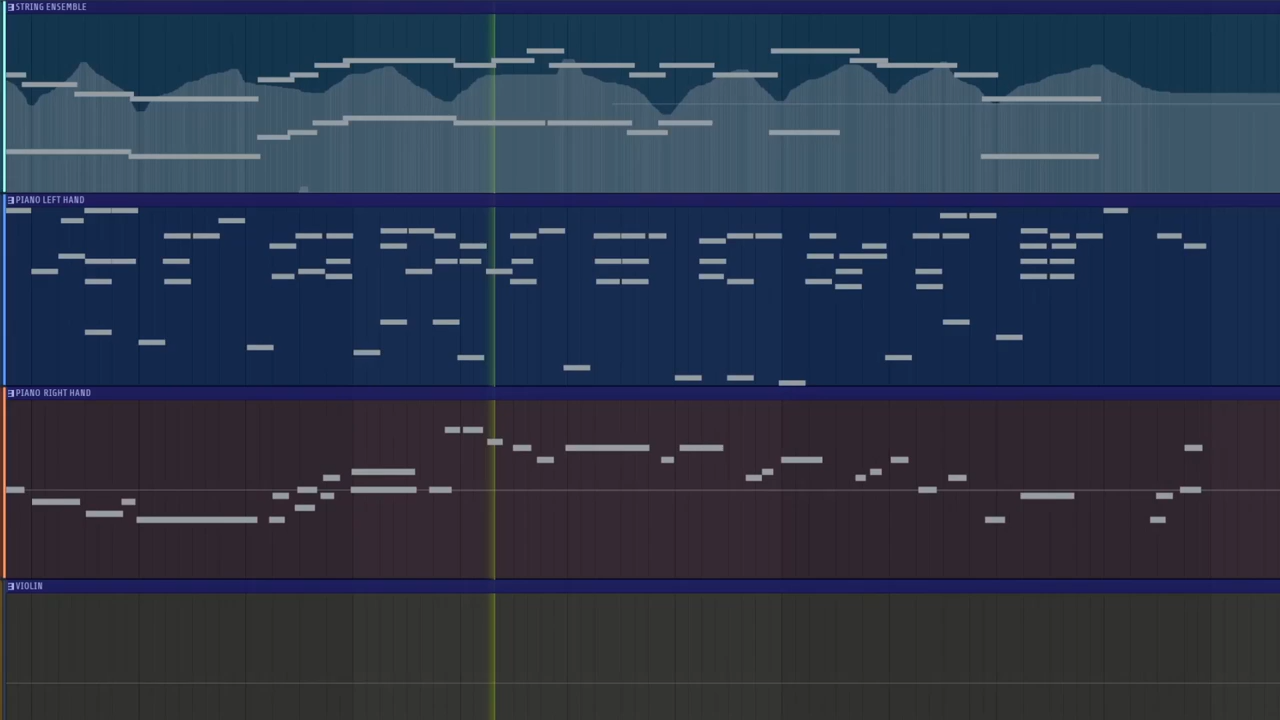 STRING ENSEMBLE
PIANO LEFT HAND
PIANO RIGHT HAND
VIOLIN